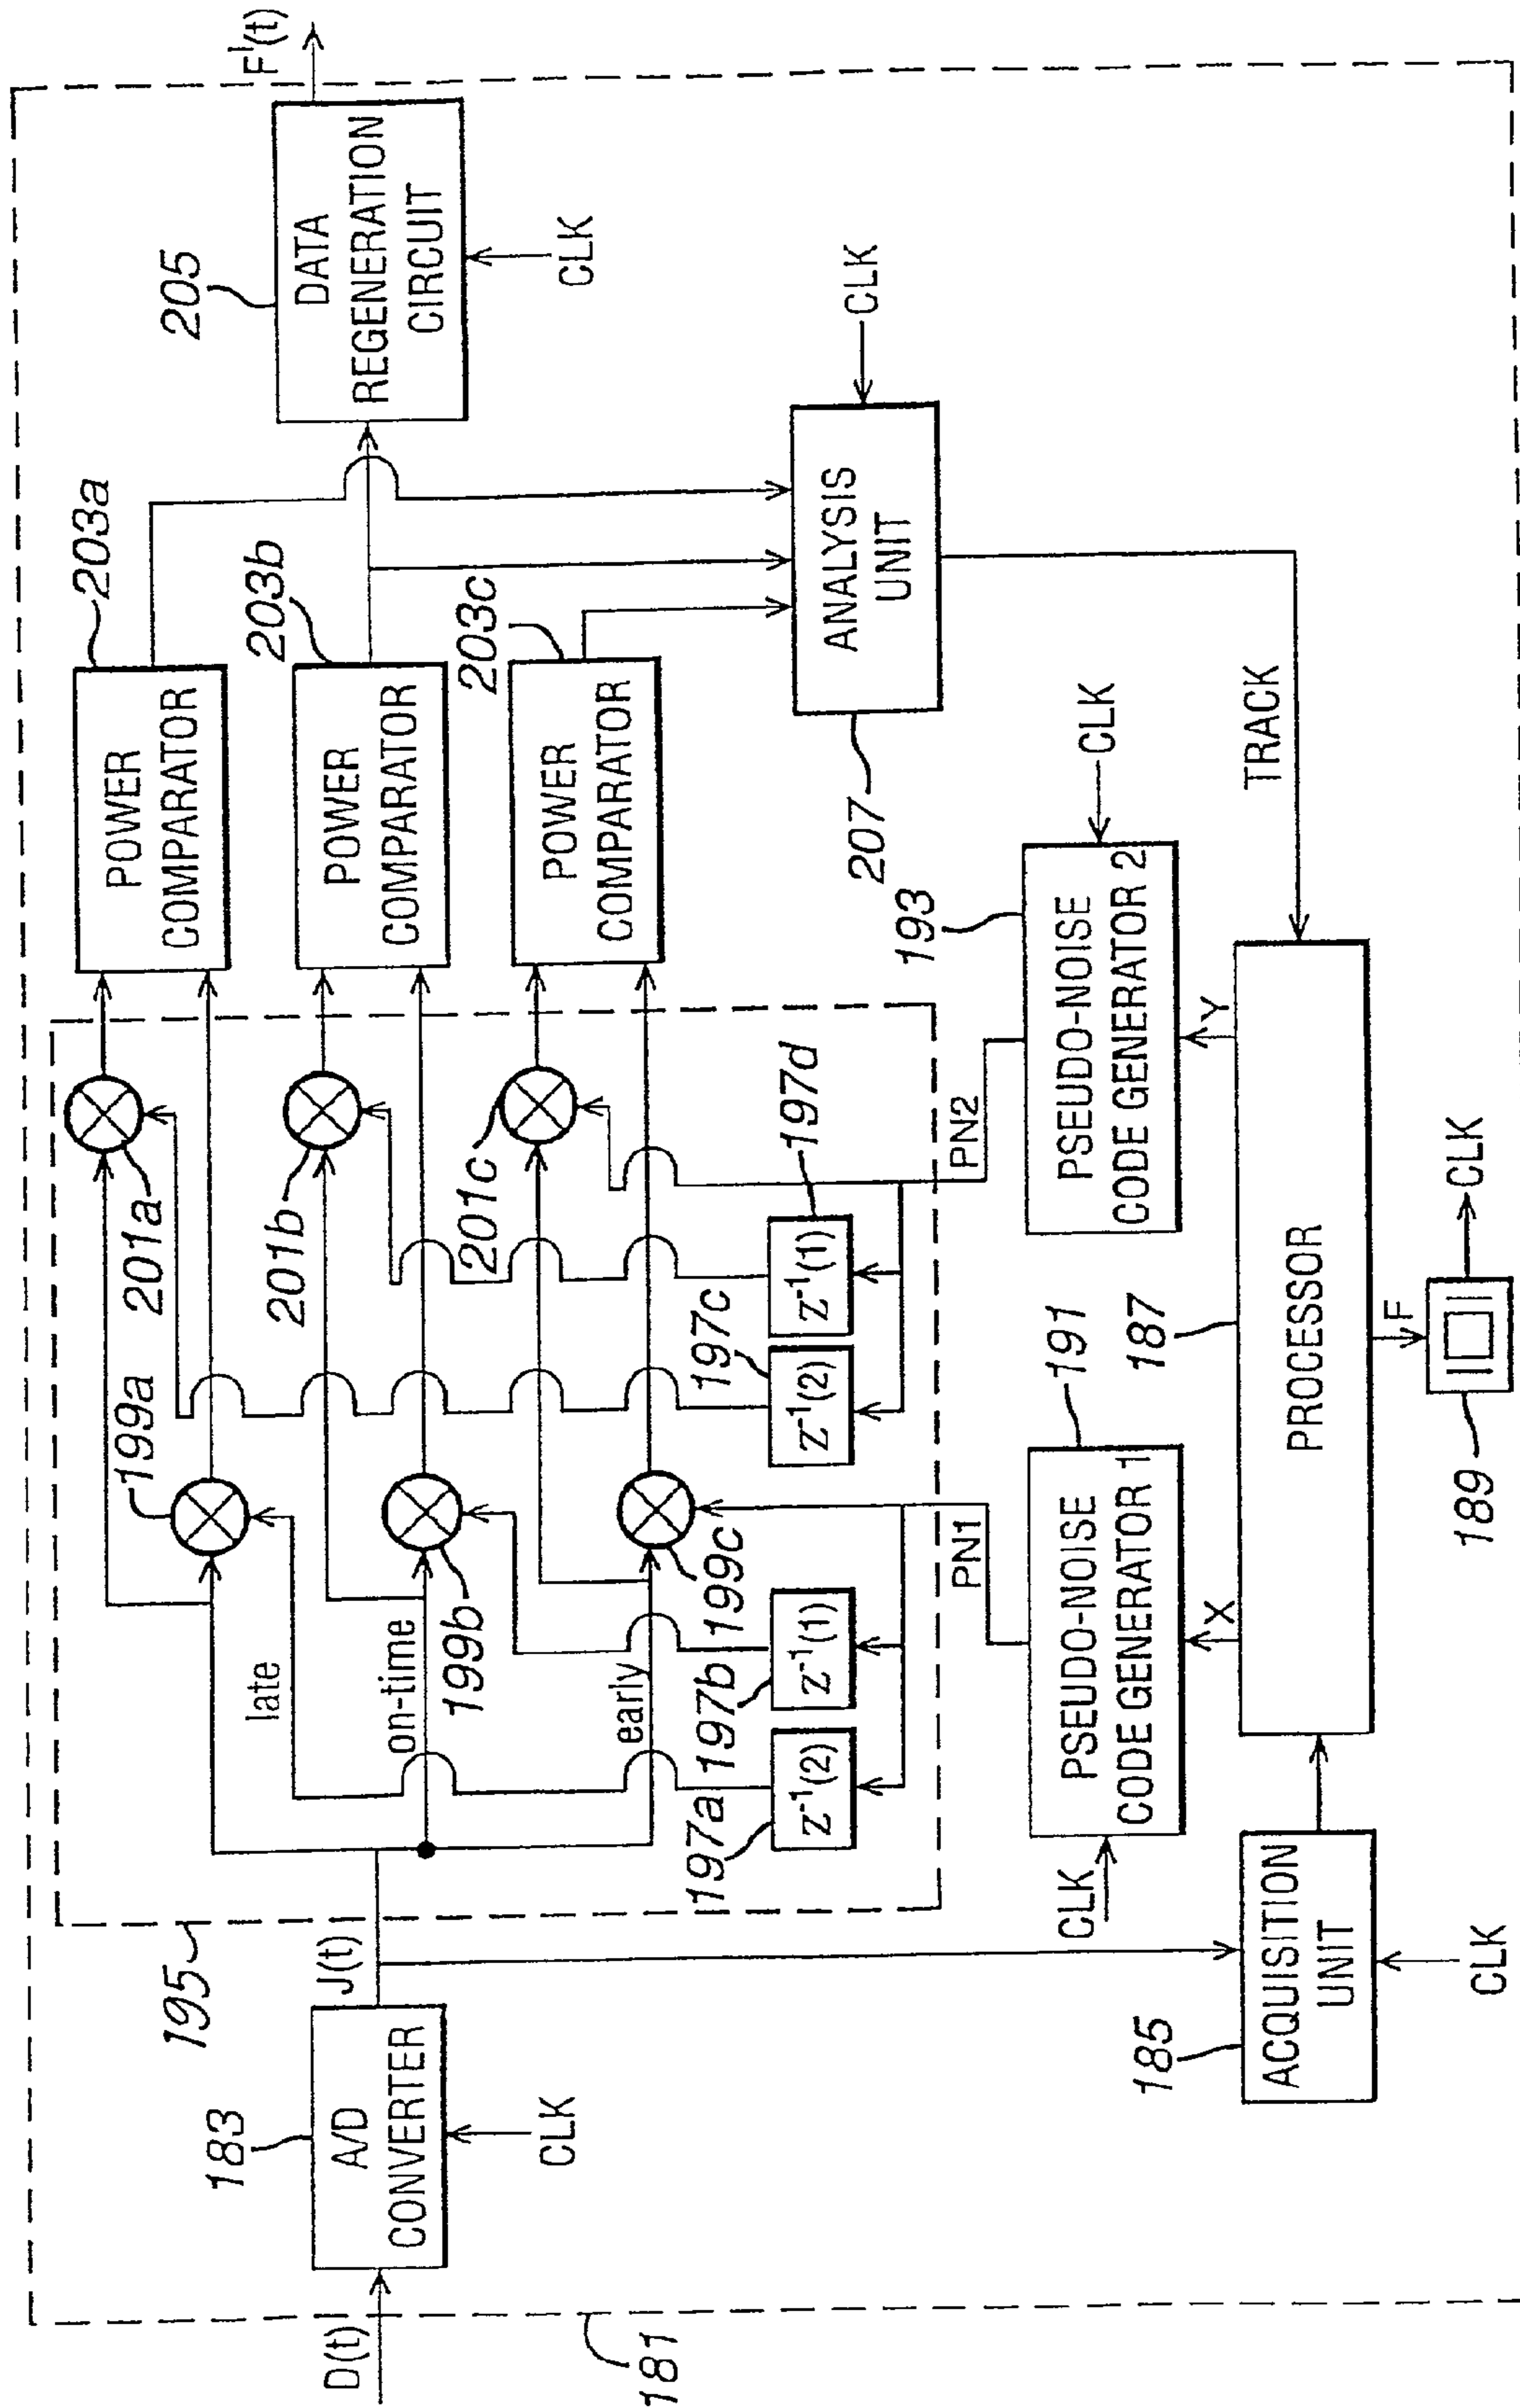 D(t)
181
183
A/D
CONVERTER
CLK
J(t)
195
late
on-time
early
199a
199b
199c
201a
201b
201c
197a
Z⁻¹(2)
197b
Z⁻¹(1)
197c
Z⁻¹(2)
197d
Z⁻¹(1)
PN1
PN2
203a
POWER
COMPARATOR
203b
POWER
COMPARATOR
203c
POWER
COMPARATOR
205
DATA
REGENERATION
CIRCUIT
CLK
F'(t)
207
ANALYSIS
UNIT
CLK
TRACK
191
PSEUDO-NOISE
CODE GENERATOR 1
CLK
193
PSEUDO-NOISE
CODE GENERATOR 2
CLK
X
Y
185
ACQUISITION
UNIT
CLK
187
PROCESSOR
F
189
CLK